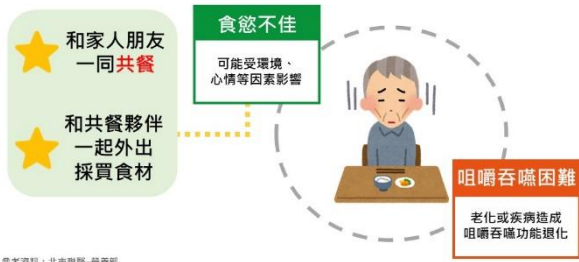 和家人朋友
一同共餐
和共餐夥伴
一起外出
採買食材
食慾不佳
可能受環境、
心情等因素影響
咀嚼吞嚥困難
老化或疾病造成
咀嚼吞嚥功能退化